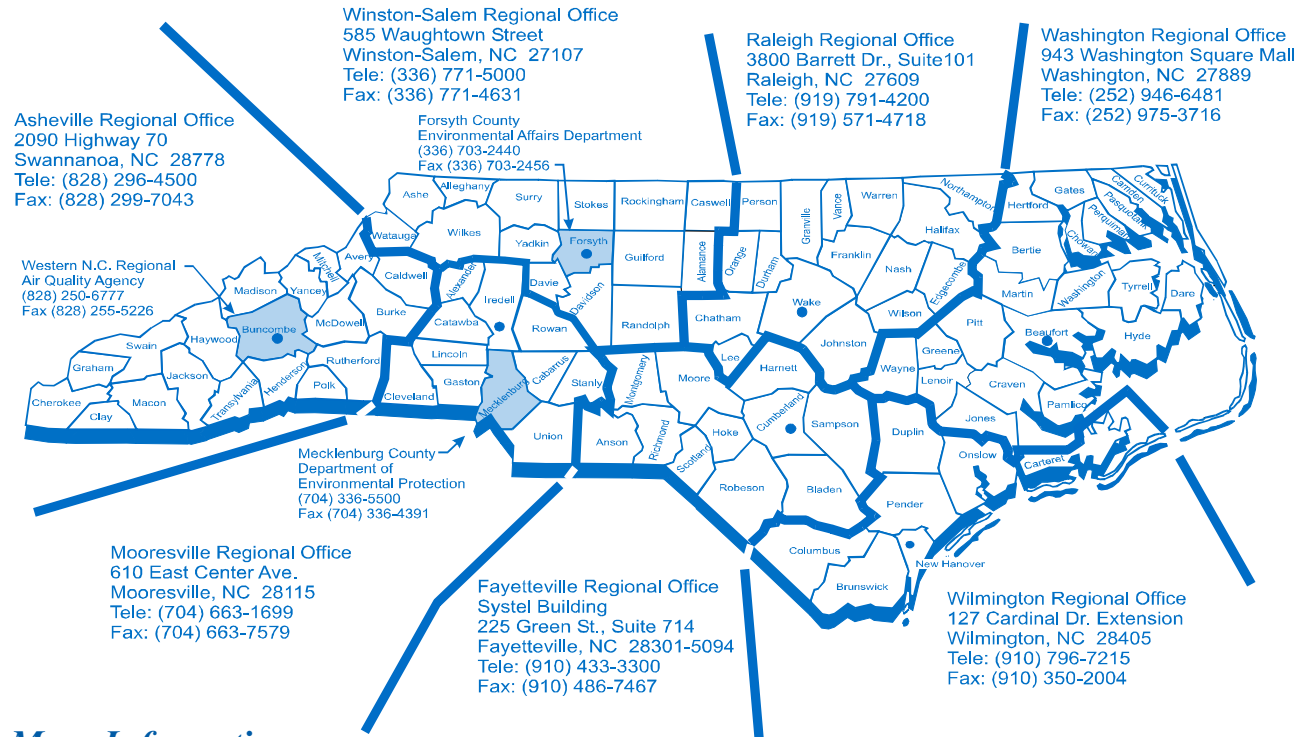 Winston-Salem Regional Office
585 Waughtown Street
Winston-Salem, NC 27107
Tele: (336) 771-5000
Fax: (336) 771-4631
Raleigh Regional Office
3800 Barrett Dr., Suite101
Raleigh, NC 27609
Tele: (919) 791-4200
Fax: (919) 571-4718
Washington Regional Office
943 Washington Square Mall
Washington, NC 27889
Tele: (252) 946-6481
Fax: (252) 975-3716
Asheville Regional Office
2090 Highway 70
Swannanoa, NC 28778
Tele: (828) 296-4500
Fax: (828) 299-7043
Forsyth County
Environmental Affairs Department
(336) 703-2440
Fax (336) 703-2456
Western N.C. Regional
Air Quality Agency
(828) 250-6777
Fax (828) 255-5226
Ashe
Alleghany
Surry
Stokes
Rockingham
Caswell
Person
Granville
Vance
Warren
Northampton
Hertford
Gates
Camden
Currituck
Pasquotank
Perquimans
Chowan
Watauga
Wilkes
Yadkin
Forsyth
Guilford
Alamance
Orange
Durham
Franklin
Halifax
Bertie
Mitchell
Avery
Caldwell
Alexander
Iredell
Davie
Davidson
Nash
Edgecombe
Martin
Washington
Tyrrell
Dare
Madison
Yancey
Burke
Catawba
Rowan
Randolph
Chatham
Wake
Wilson
Pitt
Beaufort
Hyde
Swain
Haywood
Buncombe
McDowell
Rutherford
Lincoln
Cabarrus
Stanly
Montgomery
Moore
Lee
Harnett
Johnston
Wayne
Greene
Lenoir
Craven
Pamlico
Graham
Jackson
Transylvania
Henderson
Polk
Cleveland
Gaston
Mecklenburg
Cherokee
Clay
Macon
Union
Anson
Richmond
Scotland
Hoke
Cumberland
Sampson
Duplin
Jones
Onslow
Carteret
Robeson
Bladen
Pender
Columbus
Brunswick
New Hanover
Mecklenburg County
Department of
Environmental Protection
(704) 336-5500
Fax (704) 336-4391
Mooresville Regional Office
610 East Center Ave.
Mooresville, NC 28115
Tele: (704) 663-1699
Fax: (704) 663-7579
Fayetteville Regional Office
Systel Building
225 Green St., Suite 714
Fayetteville, NC 28301-5094
Tele: (910) 433-3300
Fax: (910) 486-7467
Wilmington Regional Office
127 Cardinal Dr. Extension
Wilmington, NC 28405
Tele: (910) 796-7215
Fax: (910) 350-2004